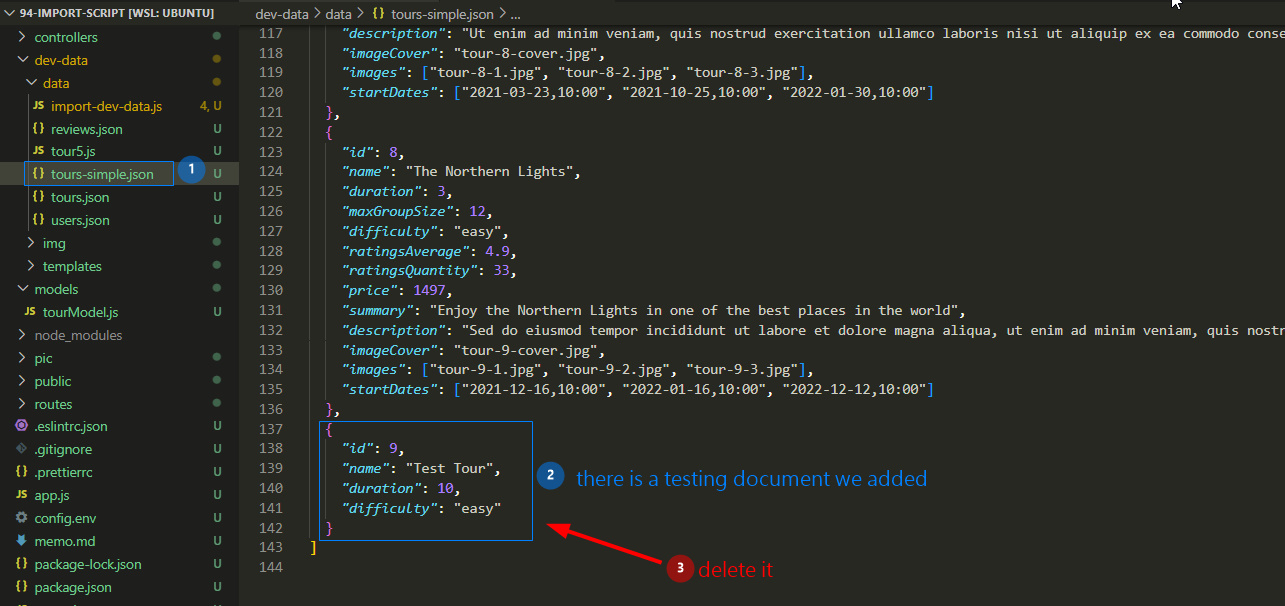 94-IMPORT-SCRIPT [WSL: UBUNTU]
controllers
dev-data
data
JS import-dev-data.js 4, U
{} reviews.json U
JS tour5.js U
{} tours-simple.json 1 U
{} tours.json U
{} users.json U
img
templates
models
JS tourModel.js U
node_modules
pic
public
routes
.eslintrc.json U
.gitignore U
{} .prettierrc U
JS app.js U
config.env U
memo.md U
{} package-lock.json U
{} package.json U
dev-data > data > {} tours-simple.json > ...
117 "description": "Ut enim ad minim veniam, quis nostrud exercitation ullamco laboris nisi ut aliquip ex ea commodo conse
118 "imageCover": "tour-8-cover.jpg",
119 "images": ["tour-8-1.jpg", "tour-8-2.jpg", "tour-8-3.jpg"],
120 "startDates": ["2021-03-23,10:00", "2021-10-25,10:00", "2022-01-30,10:00"]
121 },
122 {
123 "id": 8,
124 "name": "The Northern Lights",
125 "duration": 3,
126 "maxGroupSize": 12,
127 "difficulty": "easy",
128 "ratingsAverage": 4.9,
129 "ratingsQuantity": 33,
130 "price": 1497,
131 "summary": "Enjoy the Northern Lights in one of the best places in the world",
132 "description": "Sed do eiusmod tempor incididunt ut labore et dolore magna aliqua, ut enim ad minim veniam, quis nostr
133 "imageCover": "tour-9-cover.jpg",
134 "images": ["tour-9-1.jpg", "tour-9-2.jpg", "tour-9-3.jpg"],
135 "startDates": ["2021-12-16,10:00", "2022-01-16,10:00", "2022-12-12,10:00"]
136 },
137 {
138 "id": 9,
139 "name": "Test Tour",
140 "duration": 10,
141 "difficulty": "easy"
142 }
143 ]
144
2 there is a testing document we added
3 delete it